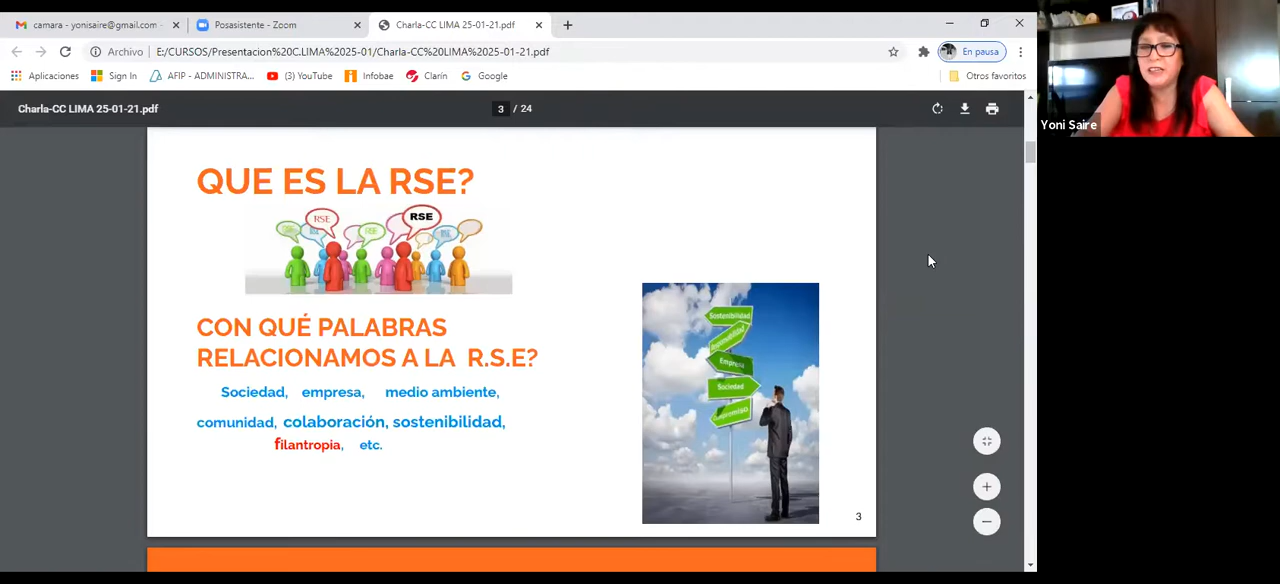 camara - yonisaire@gmail.com -
Posasistente - Zoom
Charla-CC LIMA 25-01-21.pdf
Archivo
E:/CURSOS/Presentacion%20C.LIMA%2025-01/Charla-CC%20LIMA%2025-01-21.pdf
En pausa
Aplicaciones
Sign In
AFIP - ADMINISTRA...
(3) YouTube
Infobae
Clarín
Google
Otros favoritos
Charla-CC LIMA 25-01-21.pdf
3 / 24
Yoni Saire
QUE ES LA RSE?
RSE
RSE
RSE
CON QUÉ PALABRAS
RELACIONAMOS A LA R.S.E?
Sociedad, empresa, medio ambiente,
comunidad, colaboración, sostenibilidad,
filantropia, etc.
Sostenibilidad
Empresa
Sociedad
Compromiso
3